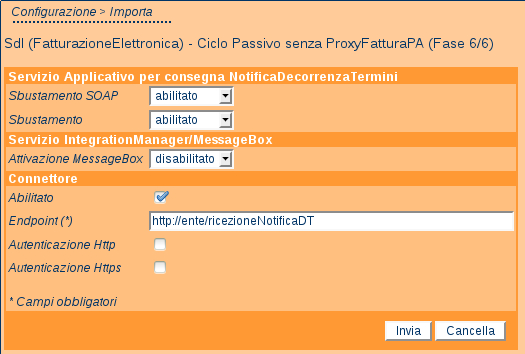 Configurazione > Importa
SdI (FatturazioneElettronica) - Ciclo Passivo senza ProxyFatturaPA (Fase 6/6)
Servizio Applicativo per consegna NotificaDecorrenzaTermini
Sbustamento SOAP abilitato
Sbustamento abilitato
Servizio IntegrationManager/MessageBox
Attivazione MessageBox disabilitato
Connettore
Abilitato
Endpoint (*) http://ente/ricezioneNotificaDT
Autenticazione Http
Autenticazione Https
* Campi obbligatori
Invia Cancella